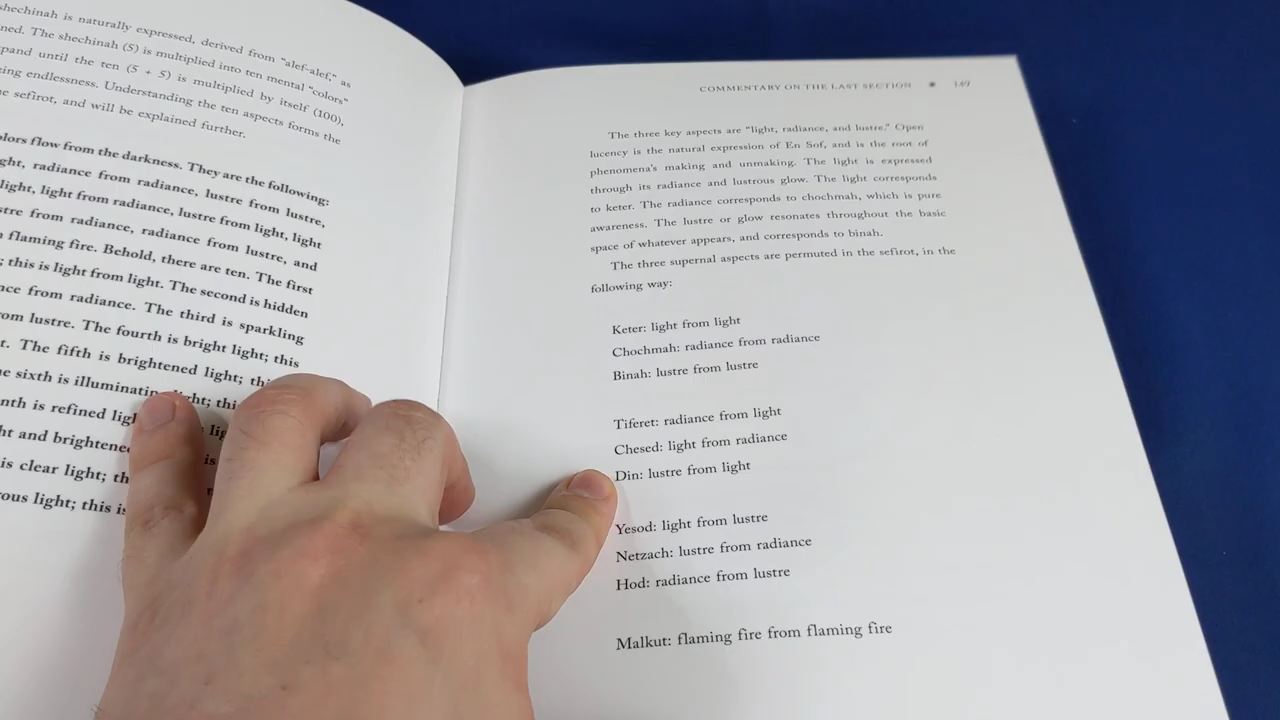 shechinah is naturally expressed, derived from "alef-alef," as
ned. The shechinah (5) is multiplied into ten mental "colors"
pand until the ten (5 + 5) is multiplied by itself (100),
ing endlessness. Understanding the ten aspects forms the
e sefirot, and will be explained further.
olors flow from the darkness. They are the following:
ght, radiance from radiance, lustre from lustre,
light, light from radiance, lustre from light, light
stre from radiance, radiance from lustre, and
flaming fire. Behold, there are ten. The first
; this is light from light. The second is hidden
nce from radiance. The third is sparkling
om lustre. The fourth is bright light; this
t. The fifth is brightened light;
e sixth is illuminatin
nth is refined
ht and brightene is
is clear light;
rous light; this is
COMMENTARY ON THE LAST SECTION 149
The three key aspects are "light, radiance, and lustre." Open
lucency is the natural expression of En Sof, and is the root of
phenomena's making and unmaking. The light is expressed
through its radiance and lustrous glow. The light corresponds
to keter. The radiance corresponds to chochmah, which is pure
awareness. The lustre or glow resonates throughout the basic
space of whatever appears, and corresponds to binah.
The three supernal aspects are permuted in the sefirot, in the
following way:
Keter: light from light
Chochmah: radiance from radiance
Binah: lustre from lustre
Tiferet: radiance from light
Chesed: light from radiance
Din: lustre from light
Yesod: light from lustre
Netzach: lustre from radiance
Hod: radiance from lustre
Malkut: flaming fire from flaming fire